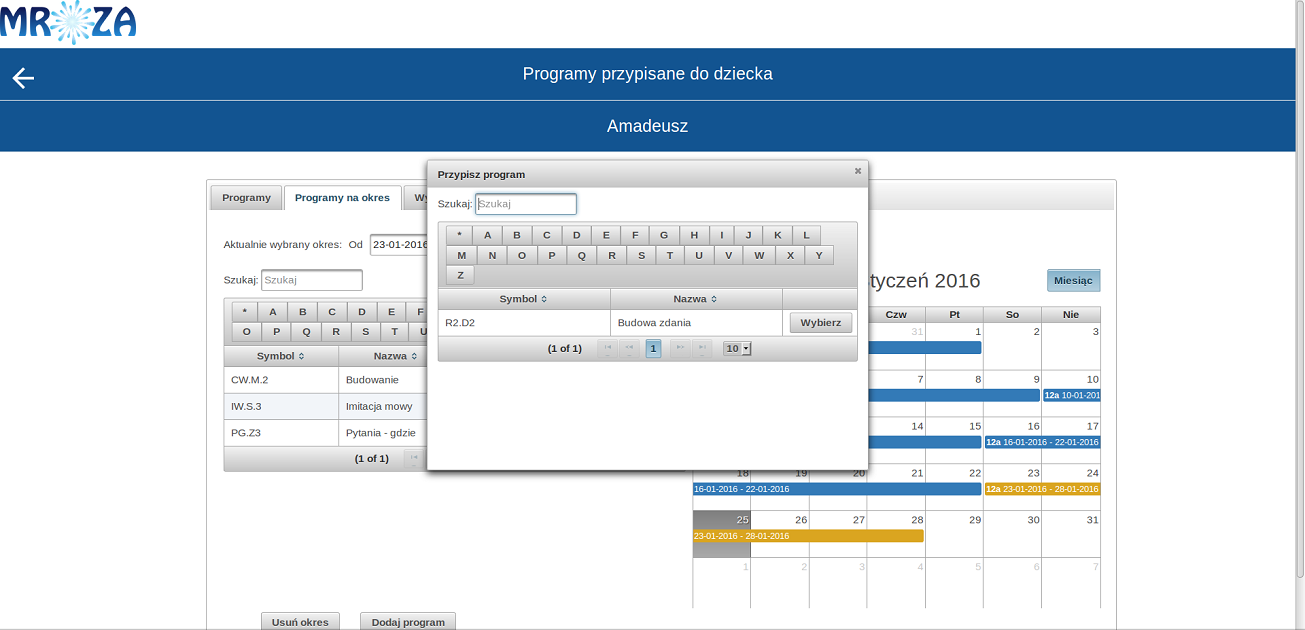 MROZA
Programy przypisane do dziecka
Amadeusz
Programy
Programy na okres
Wy
Aktualnie wybrany okres: Od 23-01-2016
Szukaj: Szukaj
* A B C D E F
O P Q R S T U
Symbol Nazwa
CW.M.2 Budowanie
IW.S.3 Imitacja mowy
PG.Z3 Pytania - gdzie
(1 of 1)
Usuń okres
Dodaj program
Przypisz program
Szukaj: Szukaj
* A B C D E F G H I J K L
M N O P Q R S T U V W X Y
Z
Symbol Nazwa
R2.D2 Budowa zdania Wybierz
(1 of 1) 1 10
tyczeń 2016
Miesiąc
Czw Pt So Nie
31 1 2 3
7 8 9 10
12a 10-01-201
14 15 16 17
12a 16-01-2016 - 22-01-2016
18 19 20 21 22 23 24
16-01-2016 - 22-01-2016
12a 23-01-2016 - 28-01-2016
25 26 27 28 29 30 31
23-01-2016 - 28-01-2016
1 2 3 4 5 6 7